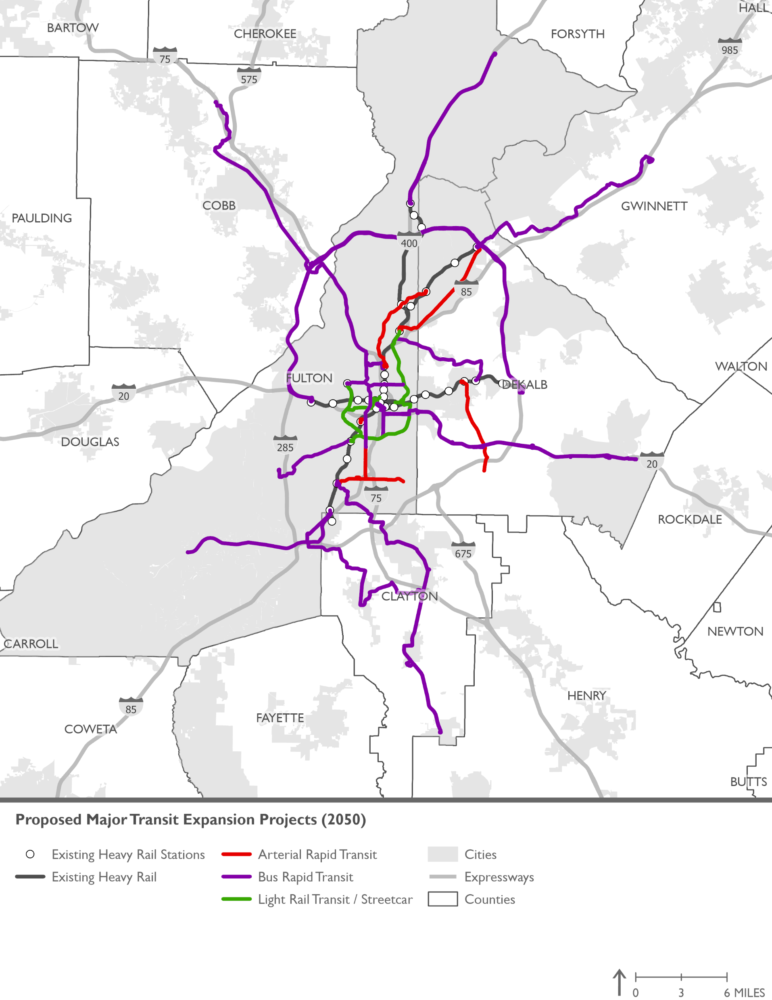 HALL
BARTOW
CHEROKEE
FORSYTH
985
75
575
COBB
GWINNETT
PAULDING
400
85
WALTON
FULTON
DEKALB
20
DOUGLAS
285
20
75
ROCKDALE
675
CLAYTON
NEWTON
CARROLL
HENRY
85
FAYETTE
COWETA
BUTTS
Proposed Major Transit Expansion Projects (2050)
Existing Heavy Rail Stations
Arterial Rapid Transit
Cities
Existing Heavy Rail
Bus Rapid Transit
Expressways
Light Rail Transit / Streetcar
Counties
0 3 6 MILES